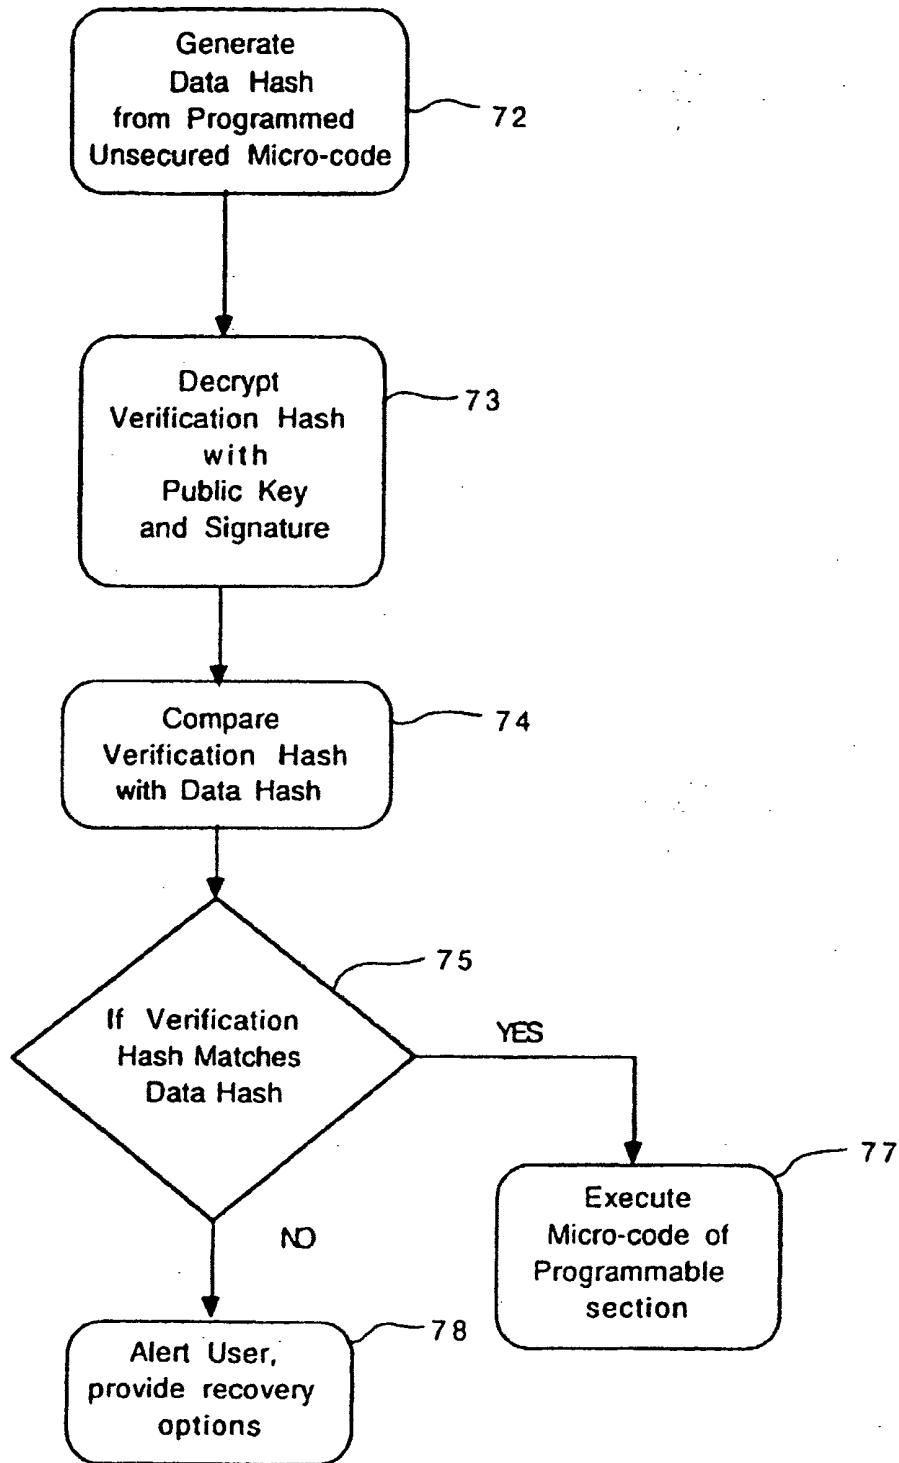 Generate
Data Hash
from Programmed
Unsecured Micro-code
72
Decrypt
Verification Hash
with
Public Key
and Signature
73
Compare
Verification Hash
with Data Hash
74
If Verification
Hash Matches
Data Hash
75
YES
NO
Execute
Micro-code of
Programmable
section
77
Alert User,
provide recovery
options
78